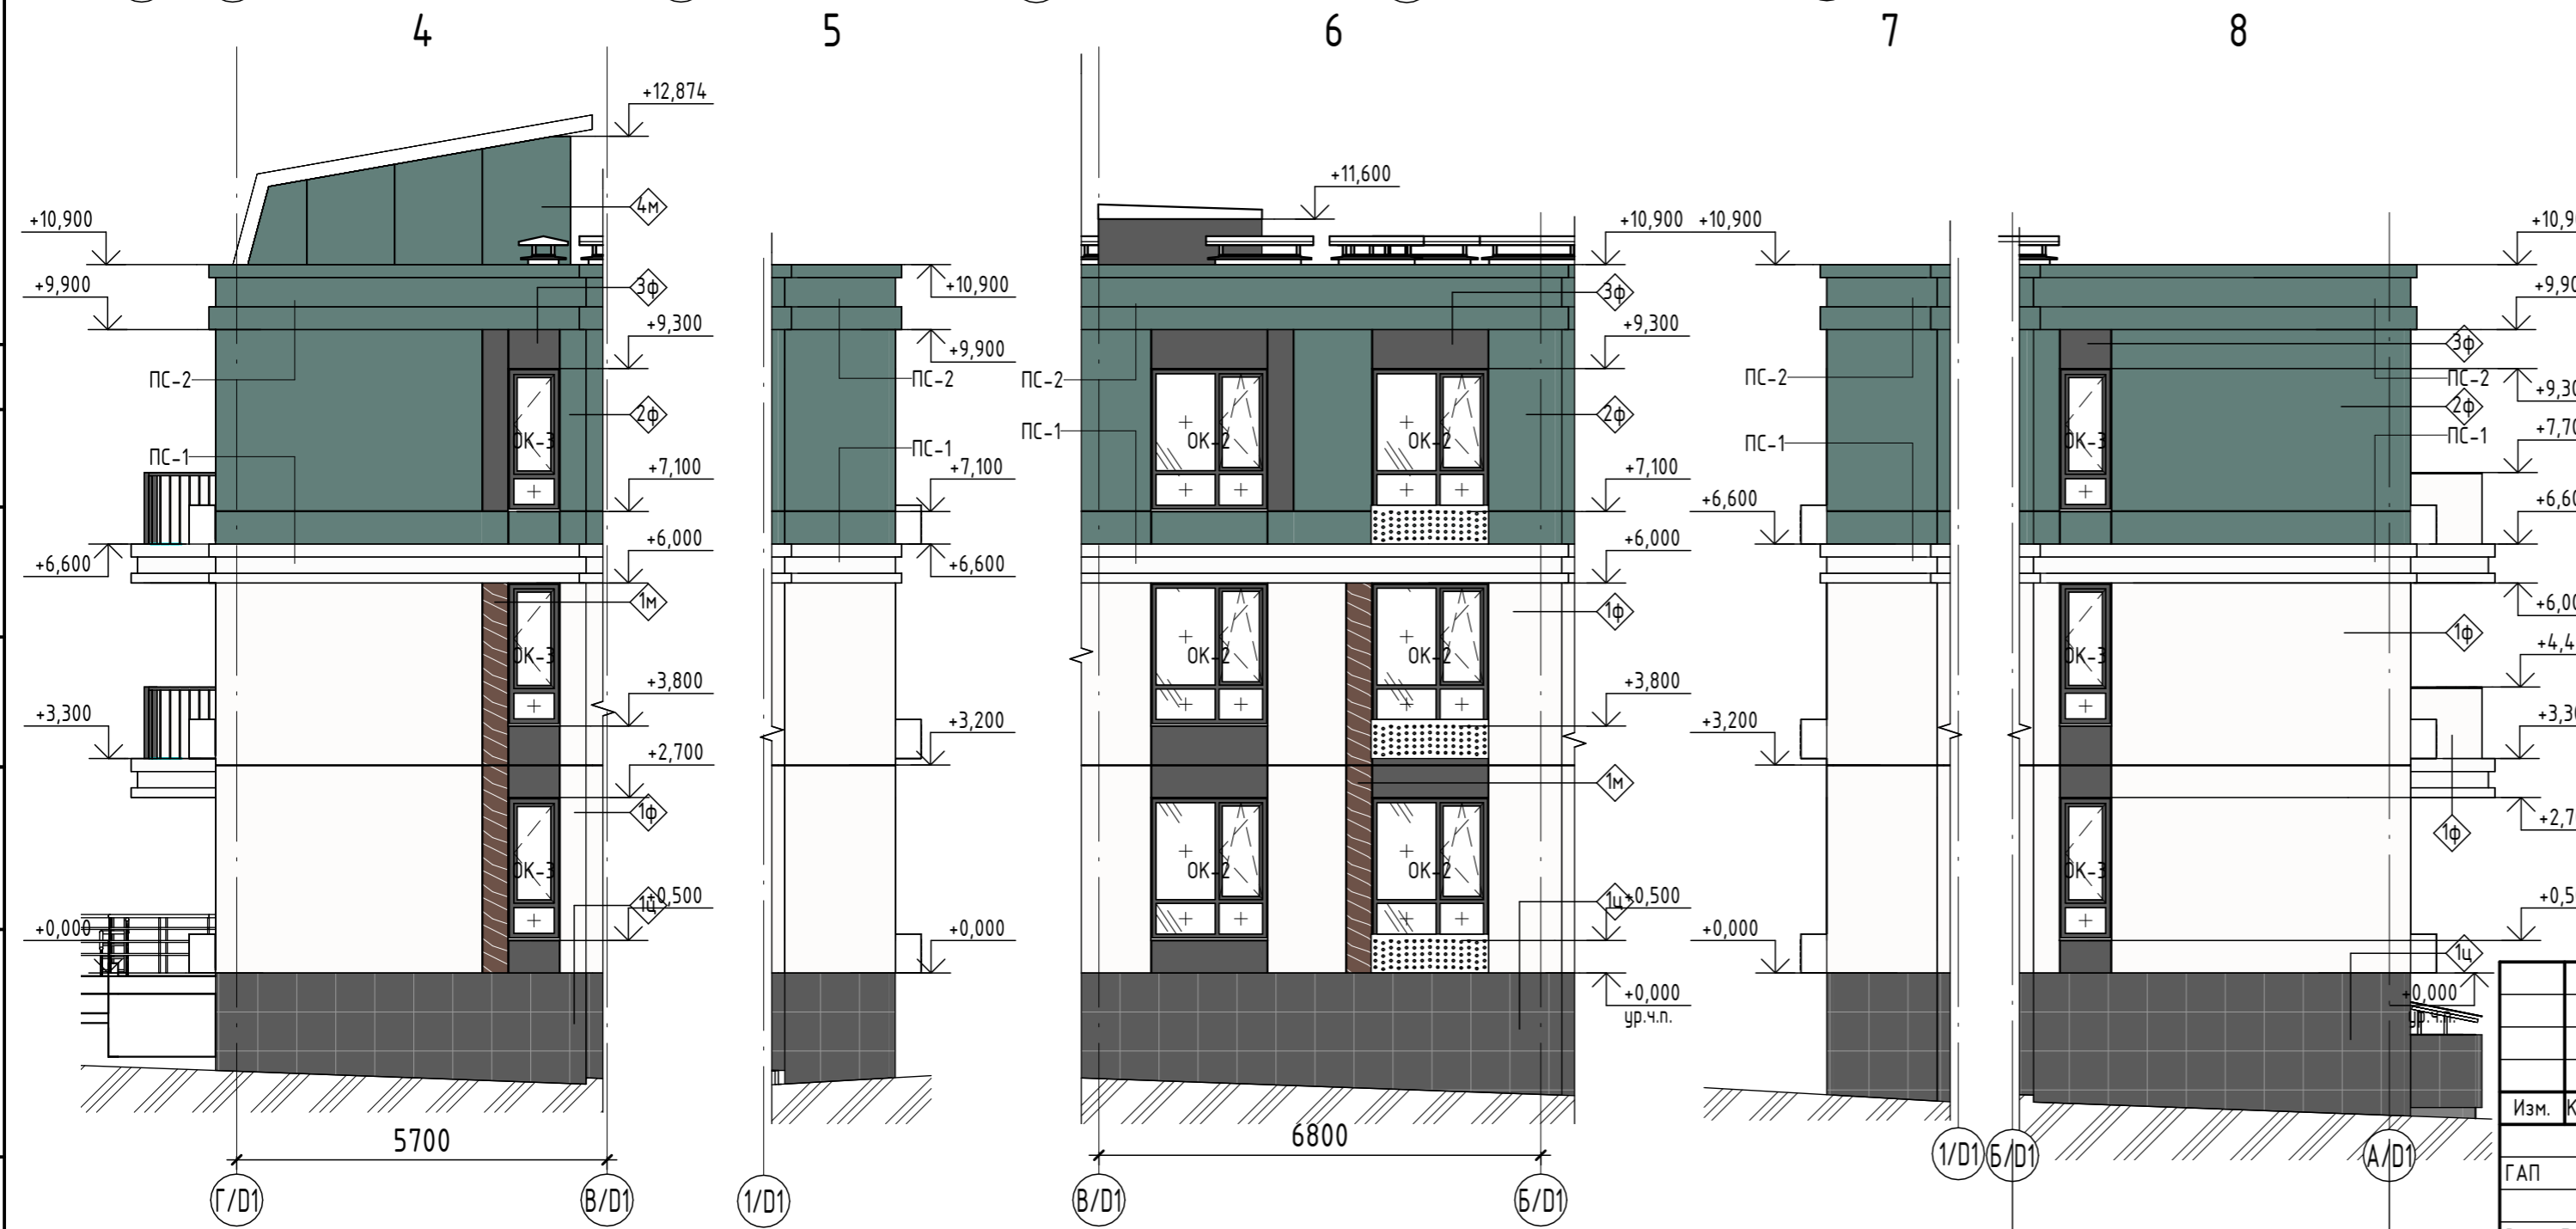 4
5
6
7
8
+12,874
4м
+10,900
+9,900
3ф
+9,300
ПС-2
2ф
ОК-3
ПС-1
+7,100
+6,000
+6,600
1м
ОК-3
+3,800
+3,300
+2,700
1ф
ОК-3
1ц
+0,500
+0,000
5700
Г/D1
В/D1
+10,900
+9,900
ПС-2
ПС-1
+7,100
+6,600
+3,200
+0,000
1/D1
+11,600
+10,900
3ф
+9,300
ПС-2
ПС-1
ОК-2
ОК-2
2ф
+7,100
+6,000
1ф
ОК-2
ОК-2
+3,800
1м
ОК-2
ОК-2
1ц
+0,500
+0,000
ур.ч.п.
6800
В/D1
Б/D1
+10,900
ПС-2
ПС-1
+6,600
+3,200
+0,000
1/D1
3ф
ПС-2
2ф
ПС-1
ОК-3
ОК-3
1ф
1ф
ОК-3
1ц
+0,000
ур.ч.п.
Б/D1
А/D1
Изм.
ГАП